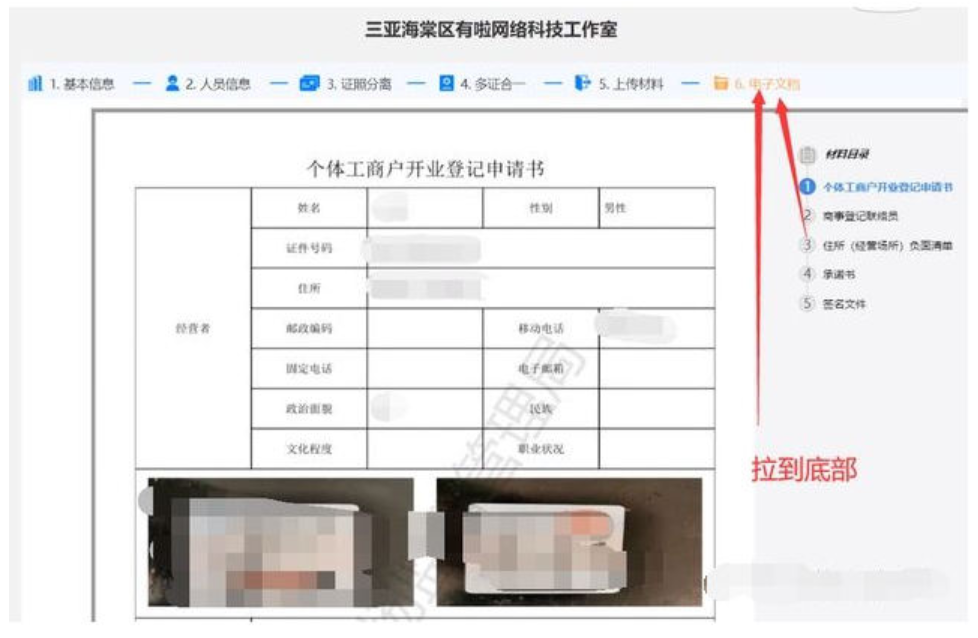 三亚海棠区有啦网络科技工作室
1. 基本信息 — 2. 人员信息 — 3. 证照分离 — 4. 多证合一 — 5. 上传材料 — 6. 电子文档
材料目录
1 个体工商户开业登记申请书
2 商事登记联络员
3 住所（经营场所）负面清单
4 承诺书
5 签名文件
个体工商户开业登记申请书
经营者
姓名 性别 男性
证件号码
住所
邮政编码 移动电话
固定电话 电子邮箱
政治面貌 民族
文化程度 职业状况
管理局
拉到底部